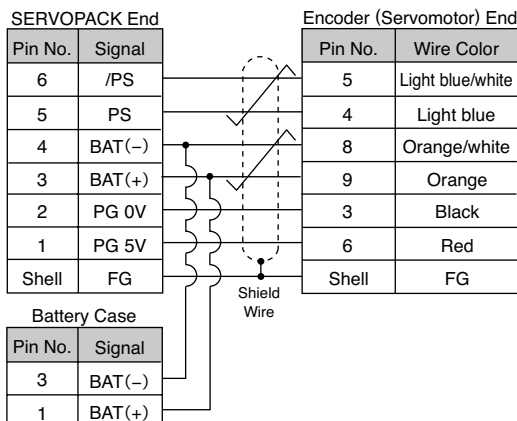 SERVOPACK End
Encoder (Servomotor) End
Pin No. Signal
Pin No. Wire Color
6 /PS
5 Light blue/white
5 PS
4 Light blue
4 BAT(−)
8 Orange/white
3 BAT(+)
9 Orange
2 PG 0V
3 Black
1 PG 5V
6 Red
Shell FG
Shell FG
Shield
Wire
Battery Case
Pin No. Signal
3 BAT(−)
1 BAT(+)